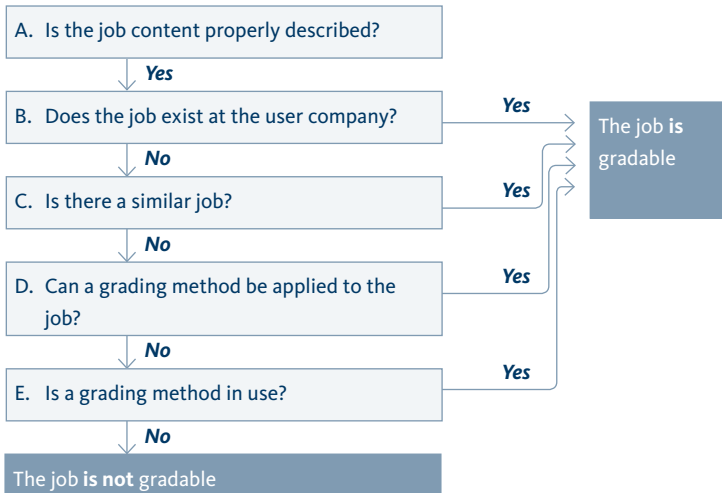 A. Is the job content properly described?
Yes
B. Does the job exist at the user company?
Yes
The job is
gradable
No
C. Is there a similar job?
Yes
No
D. Can a grading method be applied to the
job?
Yes
No
E. Is a grading method in use?
Yes
No
The job is not gradable